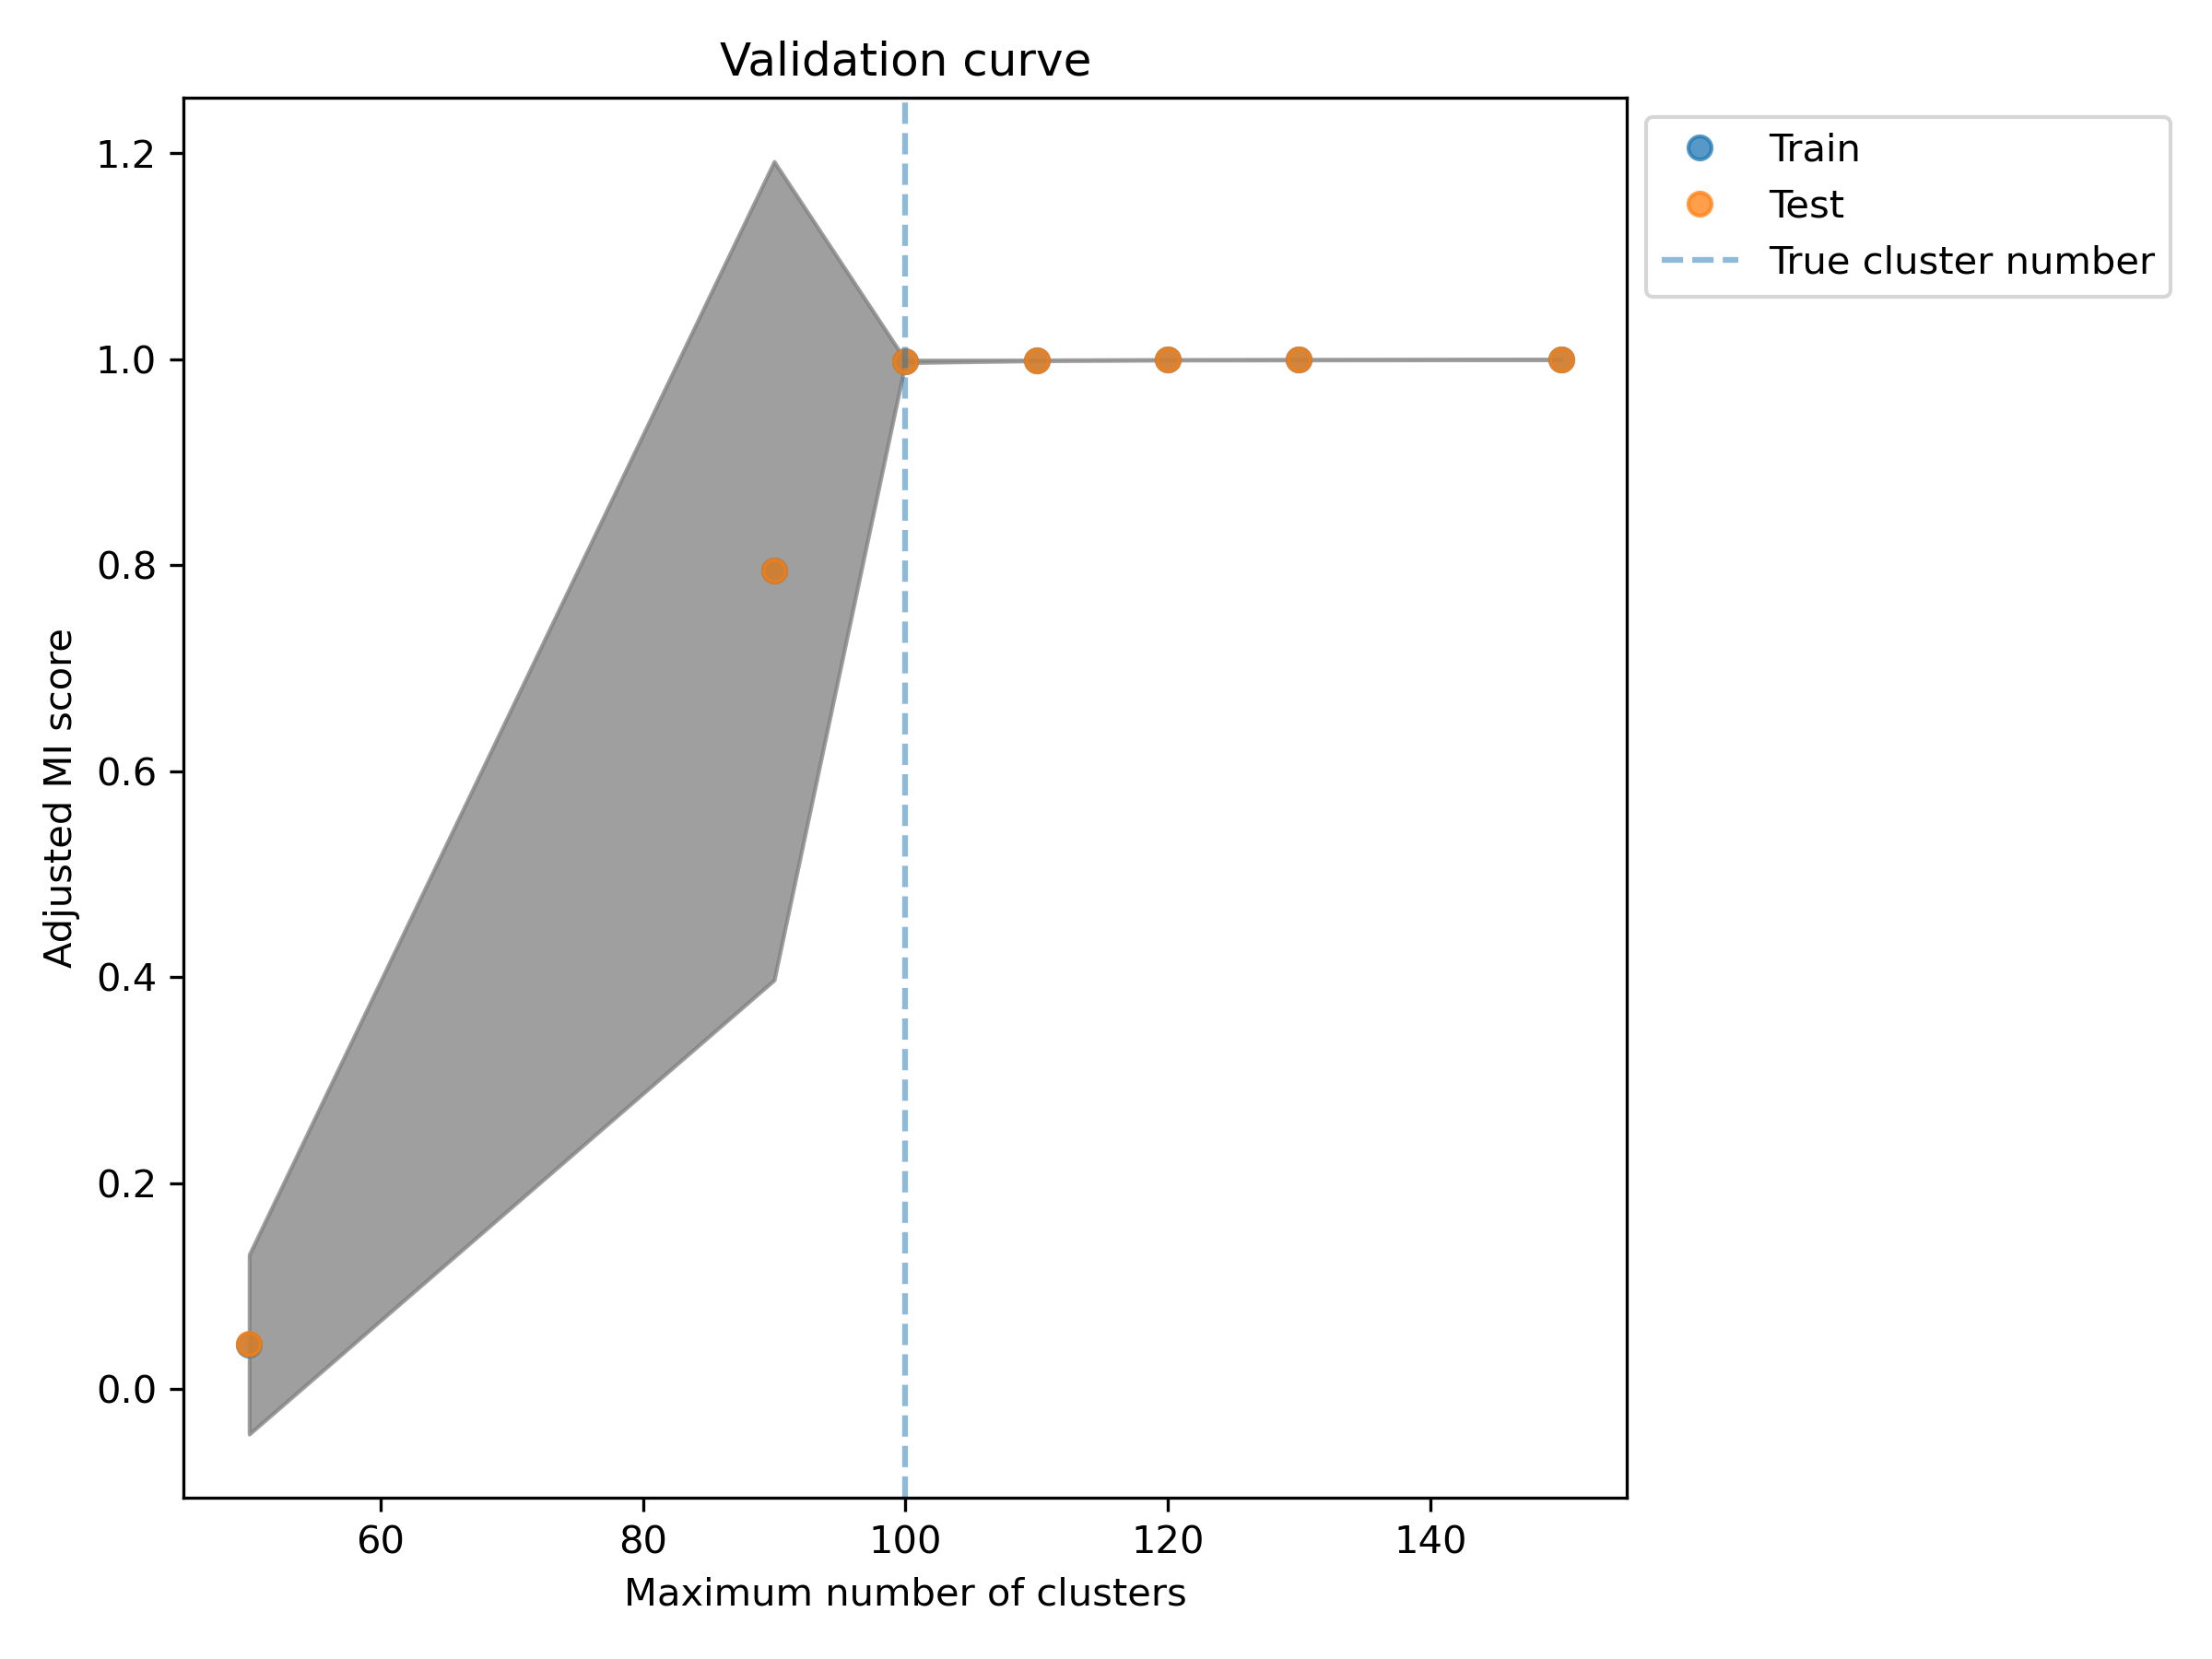 Validation curve
Train
Test
True cluster number
1.2
1.0
0.8
0.6
0.4
0.2
0.0
Adjusted MI score
60 80 100 120 140
Maximum number of clusters